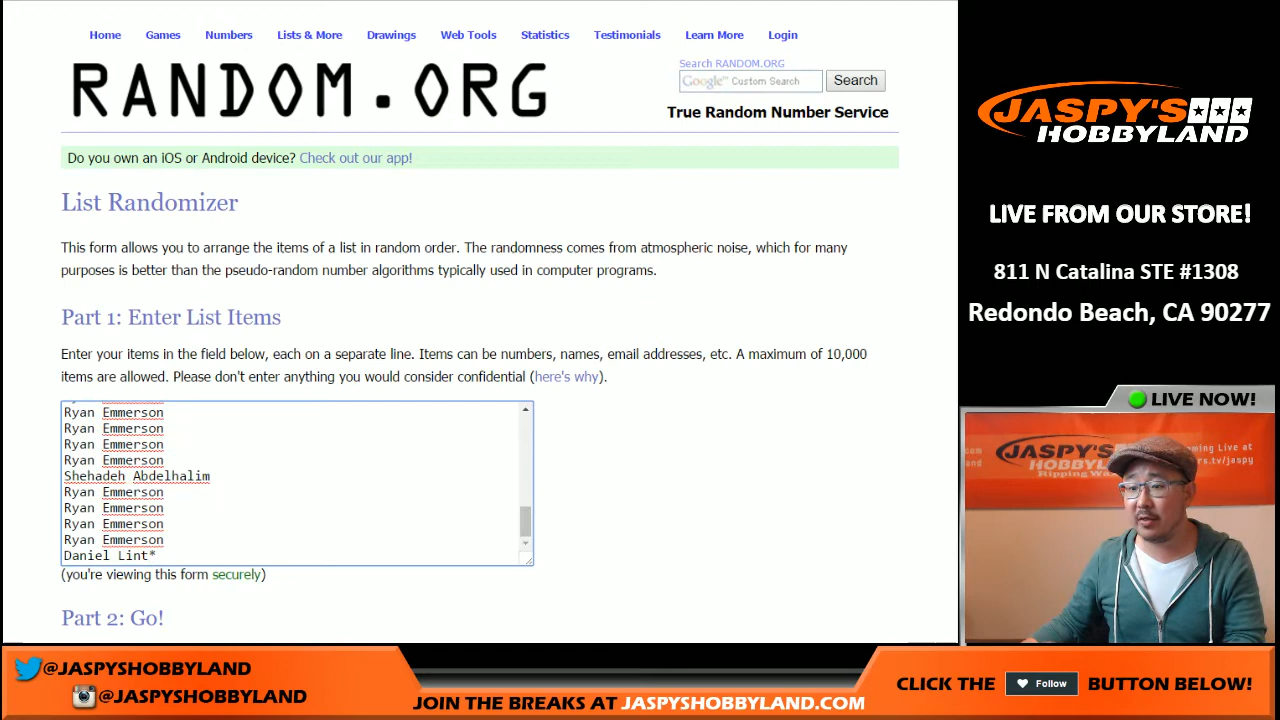 Home Games Numbers Lists & More Drawings Web Tools Statistics Testimonials Learn More Login
RANDOM.ORG
Search RANDOM.ORG
Google™ Custom Search Search
True Random Number Service
Do you own an iOS or Android device? Check out our app!
List Randomizer
This form allows you to arrange the items of a list in random order. The randomness comes from atmospheric noise, which for many
purposes is better than the pseudo-random number algorithms typically used in computer programs.
Part 1: Enter List Items
Enter your items in the field below, each on a separate line. Items can be numbers, names, email addresses, etc. A maximum of 10,000
items are allowed. Please don't enter anything you would consider confidential (here's why).
Ryan Emmerson
Ryan Emmerson
Ryan Emmerson
Ryan Emmerson
Shehadeh Abdelhalim
Ryan Emmerson
Ryan Emmerson
Ryan Emmerson
Ryan Emmerson
Daniel Lint*
(you're viewing this form securely)
Part 2: Go!
JASPY'S
HOBBYLAND
LIVE FROM OUR STORE!
811 N Catalina STE #1308
Redondo Beach, CA 90277
LIVE NOW!
@JASPYSHOBBYLAND
@JASPYSHOBBYLAND
JOIN THE BREAKS AT JASPYSHOBBYLAND.COM
CLICK THE Follow BUTTON BELOW!